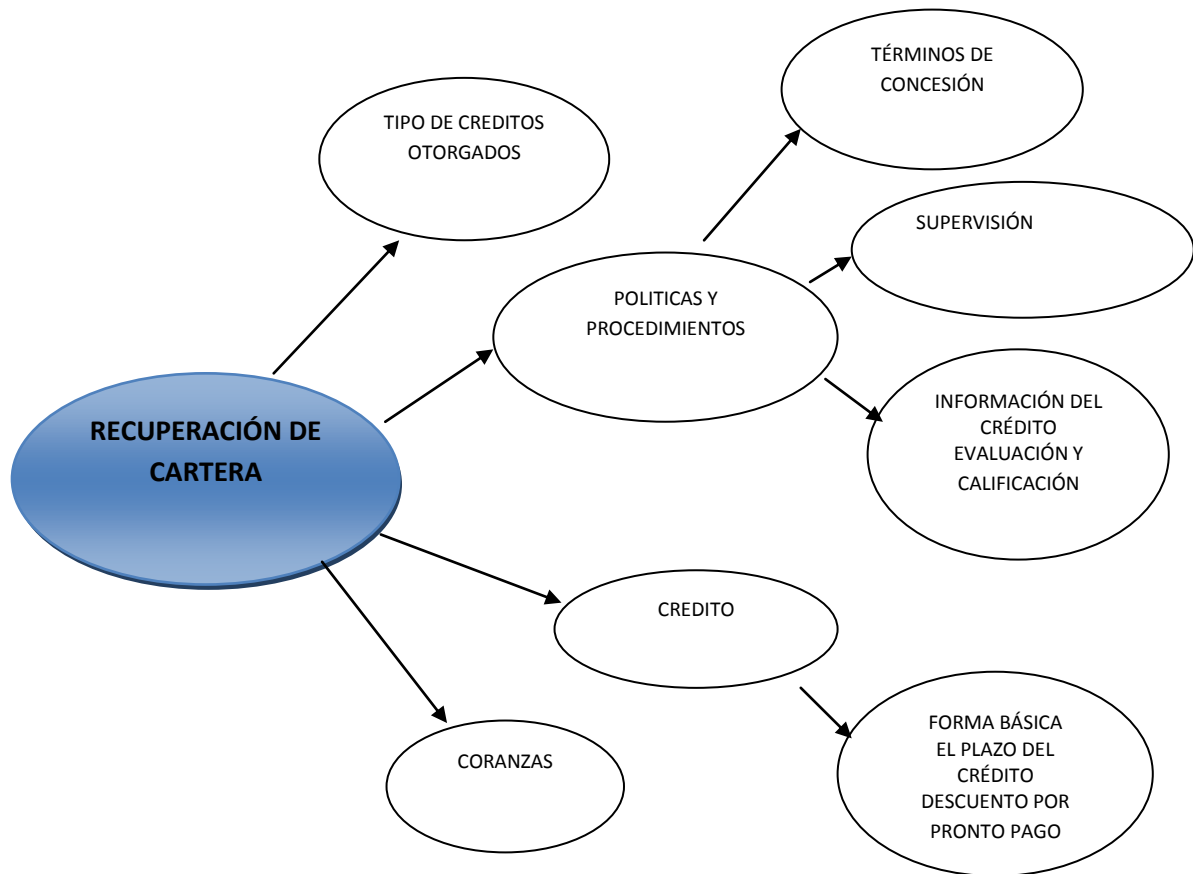 TÉRMINOS DE
CONCESIÓN
TIPO DE CREDITOS
OTORGADOS
SUPERVISIÓN
POLITICAS Y
PROCEDIMIENTOS
INFORMACIÓN DEL
CRÉDITO
EVALUACIÓN Y
CALIFICACIÓN
RECUPERACIÓN DE
CARTERA
CREDITO
FORMA BÁSICA
EL PLAZO DEL
CRÉDITO
DESCUENTO POR
PRONTO PAGO
CORANZAS